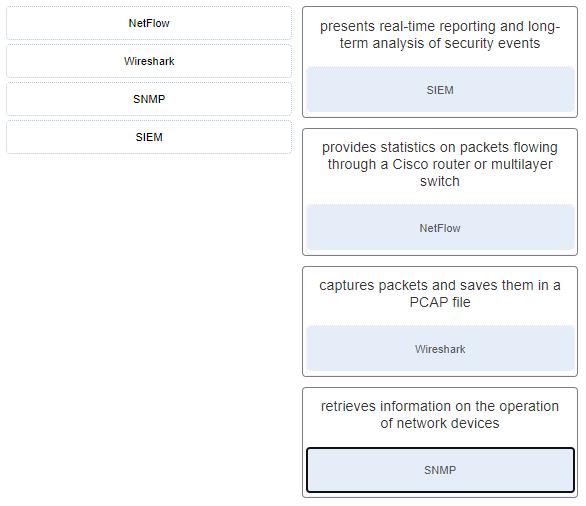 NetFlow
Wireshark
SNMP
SIEM
presents real-time reporting and long-
term analysis of security events
SIEM
provides statistics on packets flowing
through a Cisco router or multilayer
switch
NetFlow
captures packets and saves them in a
PCAP file
Wireshark
retrieves information on the operation
of network devices
SNMP